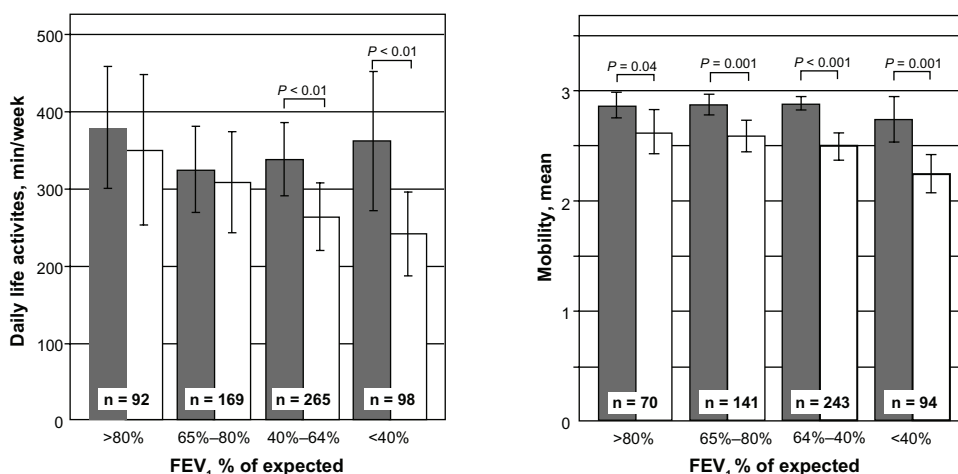 500
400
300
200
100
0
Daily life activites, min/week
P < 0.01
P < 0.01
n = 92
n = 169
n = 265
n = 98
>80%
65%–80%
40%–64%
<40%
FEV1 % of expected
3
2
1
0
Mobility, mean
P = 0.04
P = 0.001
P < 0.001
P = 0.001
n = 70
n = 141
n = 243
n = 94
>80%
65%–80%
64%–40%
<40%
FEV1 % of expected